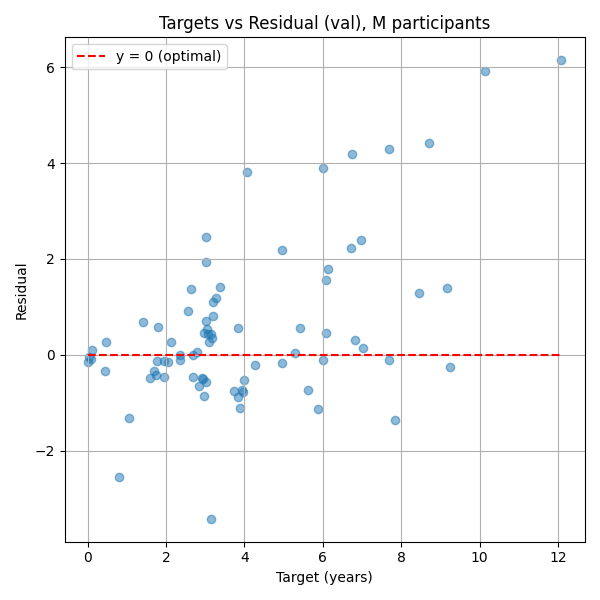 Targets vs Residual (val), M participants
y = 0 (optimal)
6
4
2
0
−2
Residual
0 2 4 6 8 10 12
Target (years)